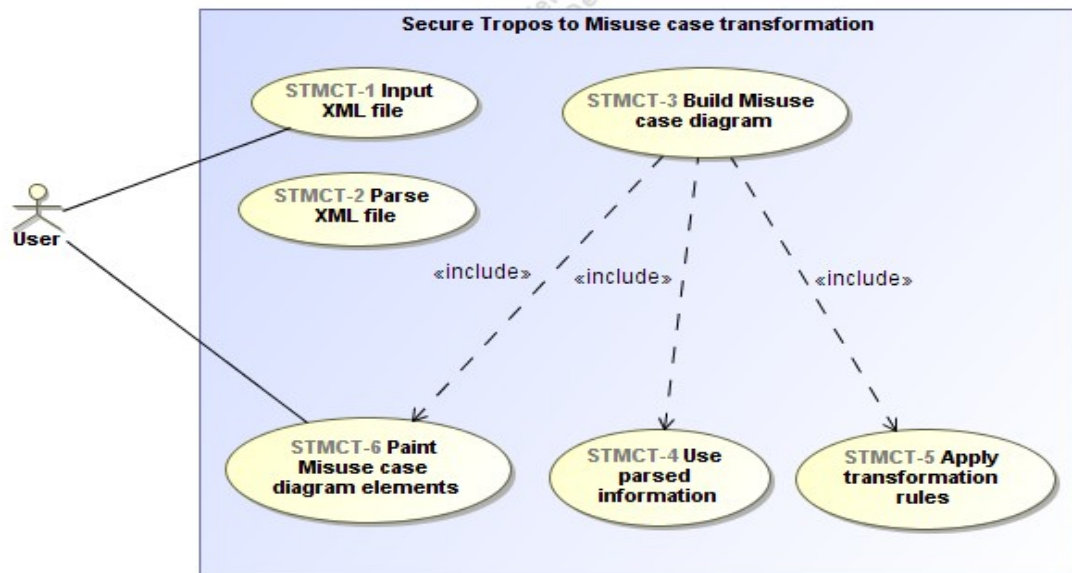 Secure Tropos to Misuse case transformation
STMCT-1 Input
XML file
STMCT-3 Build Misuse
case diagram
STMCT-2 Parse
XML file
User
«include»
«include»
«include»
STMCT-6 Paint
Misuse case
diagram elements
STMCT-4 Use
parsed
information
STMCT-5 Apply
transformation
rules